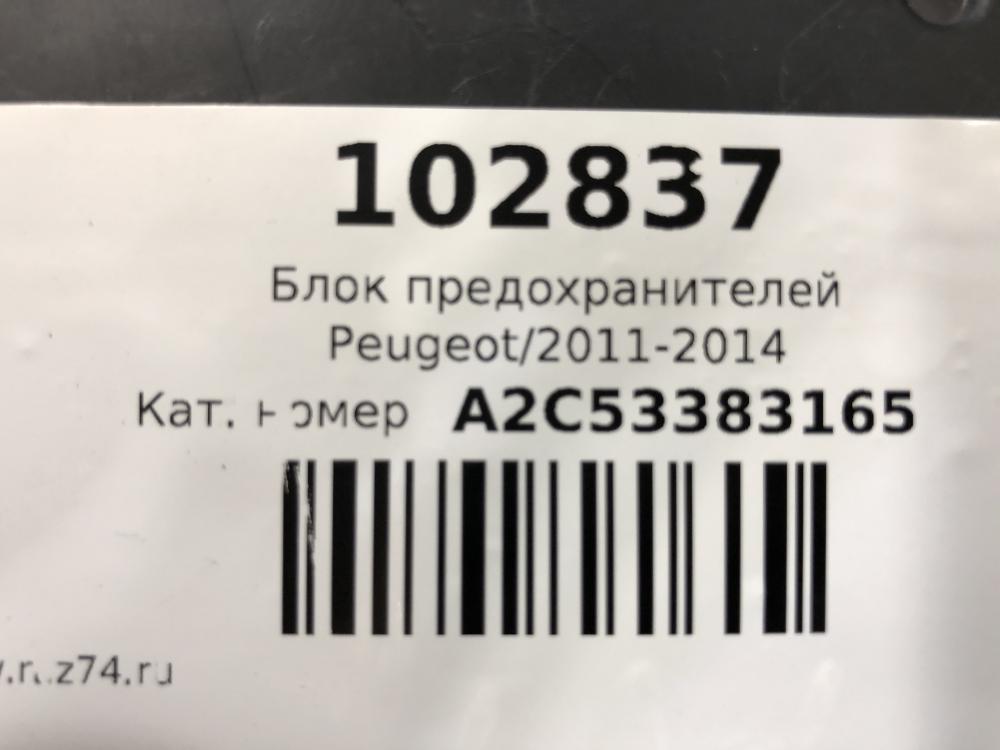 102837
Блок предохранителей
Peugeot/2011-2014
Кат. номер A2C53383165